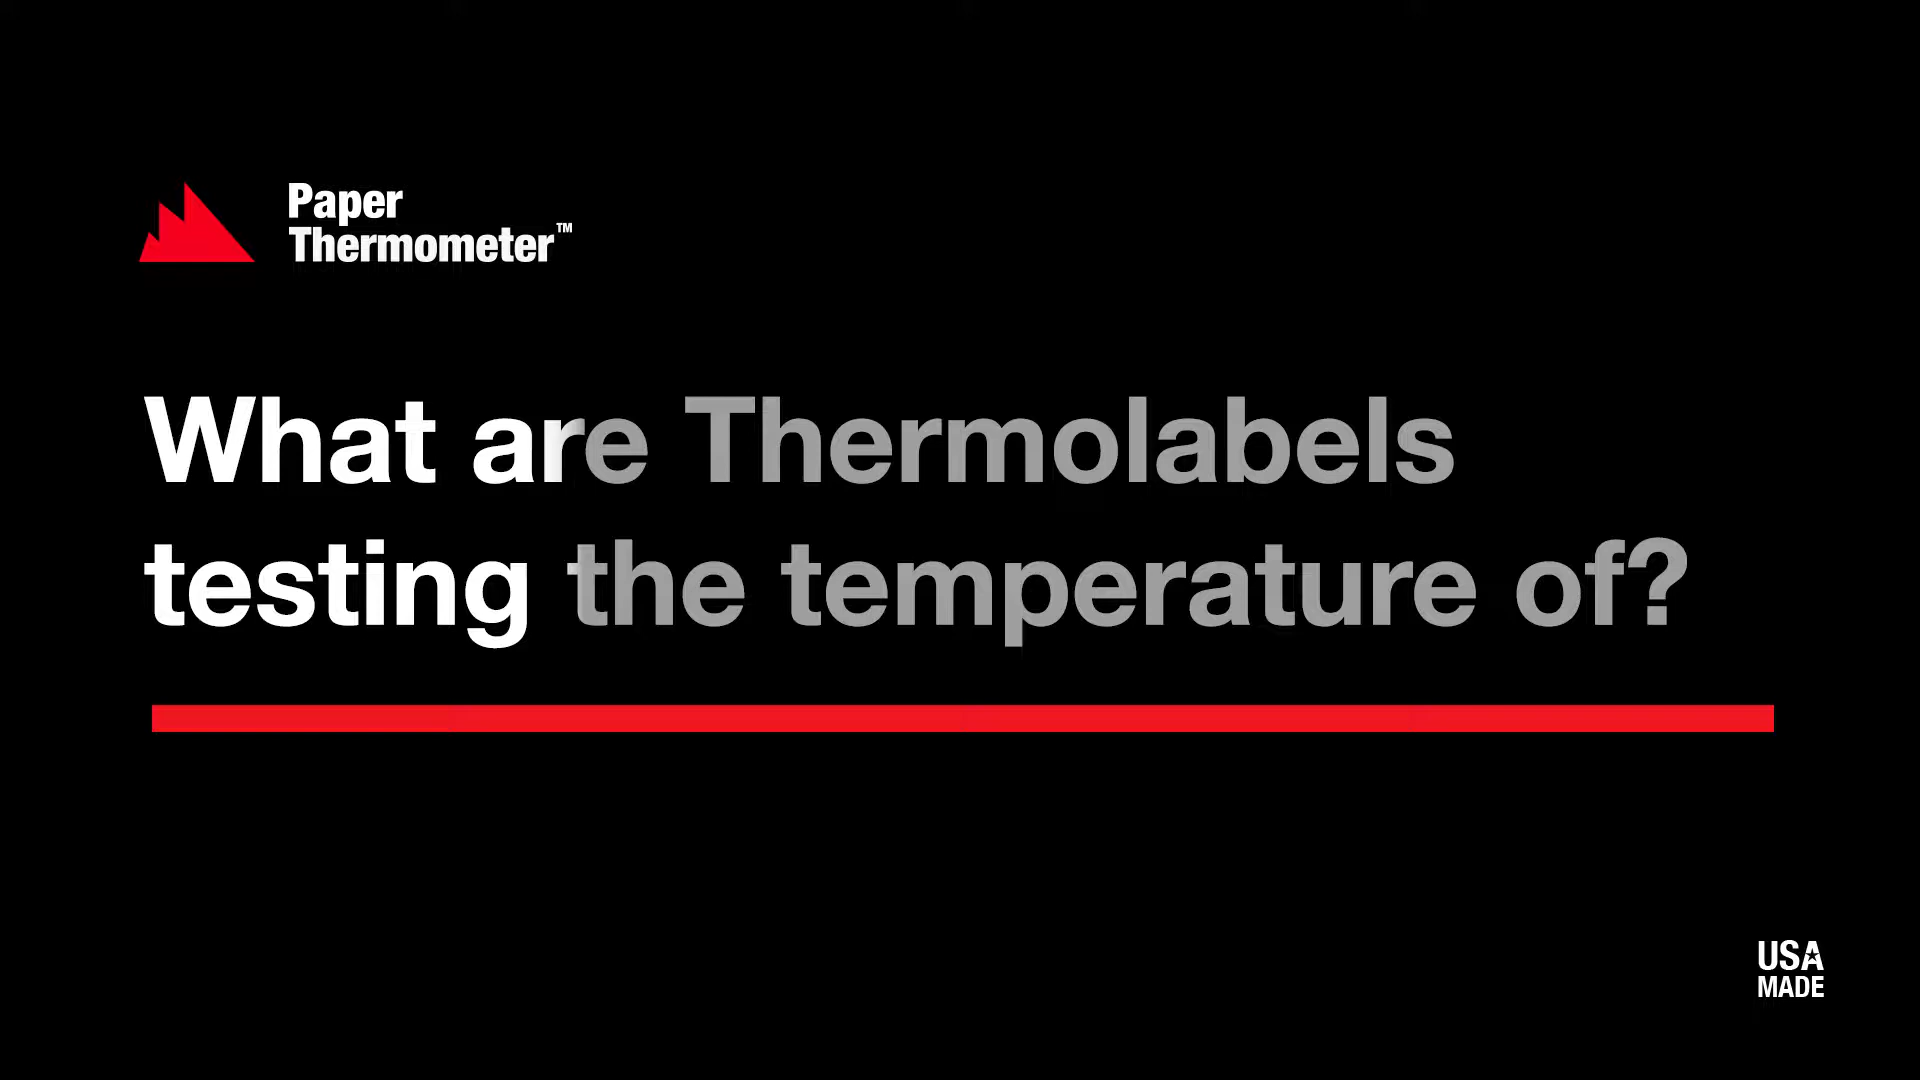 Paper
Thermometer™
What are Thermolabels
testing the temperature of?
USA
MADE